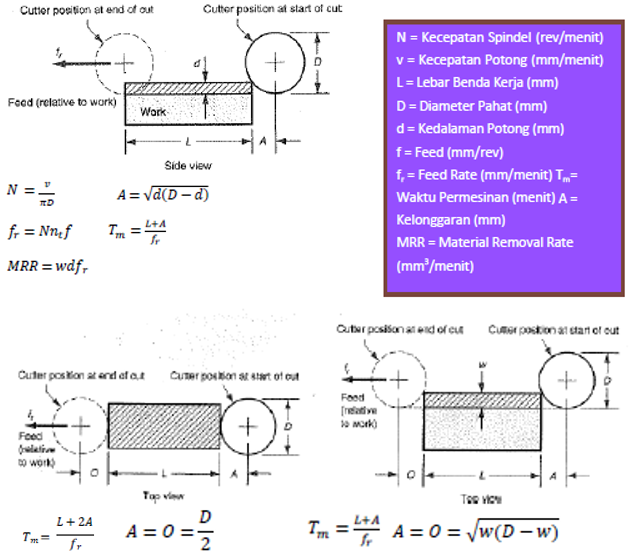 Cutter position at end of cut
Cutter position at start of cut
fr
d
D
Feed (relative to work)
Work
L
A
Side view
N = v/πD
A = √d(D − d)
fr = Nntf
Tm = L+A/fr
MRR = wdfr
N = Kecepatan Spindel (rev/menit)
v = Kecepatan Potong (mm/menit)
L = Lebar Benda Kerja (mm)
D = Diameter Pahat (mm)
d = Kedalaman Potong (mm)
f = Feed (mm/rev)
fr = Feed Rate (mm/menit) Tm=
Waktu Permesinan (menit) A =
Kelonggaran (mm)
MRR = Material Removal Rate
(mm³/menit)
Cutter position at end of cut
Cutter position at start of cut
fr
D
Feed
(relative
to work)
O
L
A
Top view
Tm= L + 2A/fr
A = O = D/2
Cutter position at end of cut
Cutter position at start of cut
fr
w
D
Feed
(relative
to work)
O
L
A
Top view
Tm = L+A/fr
A = O = √w(D − w)